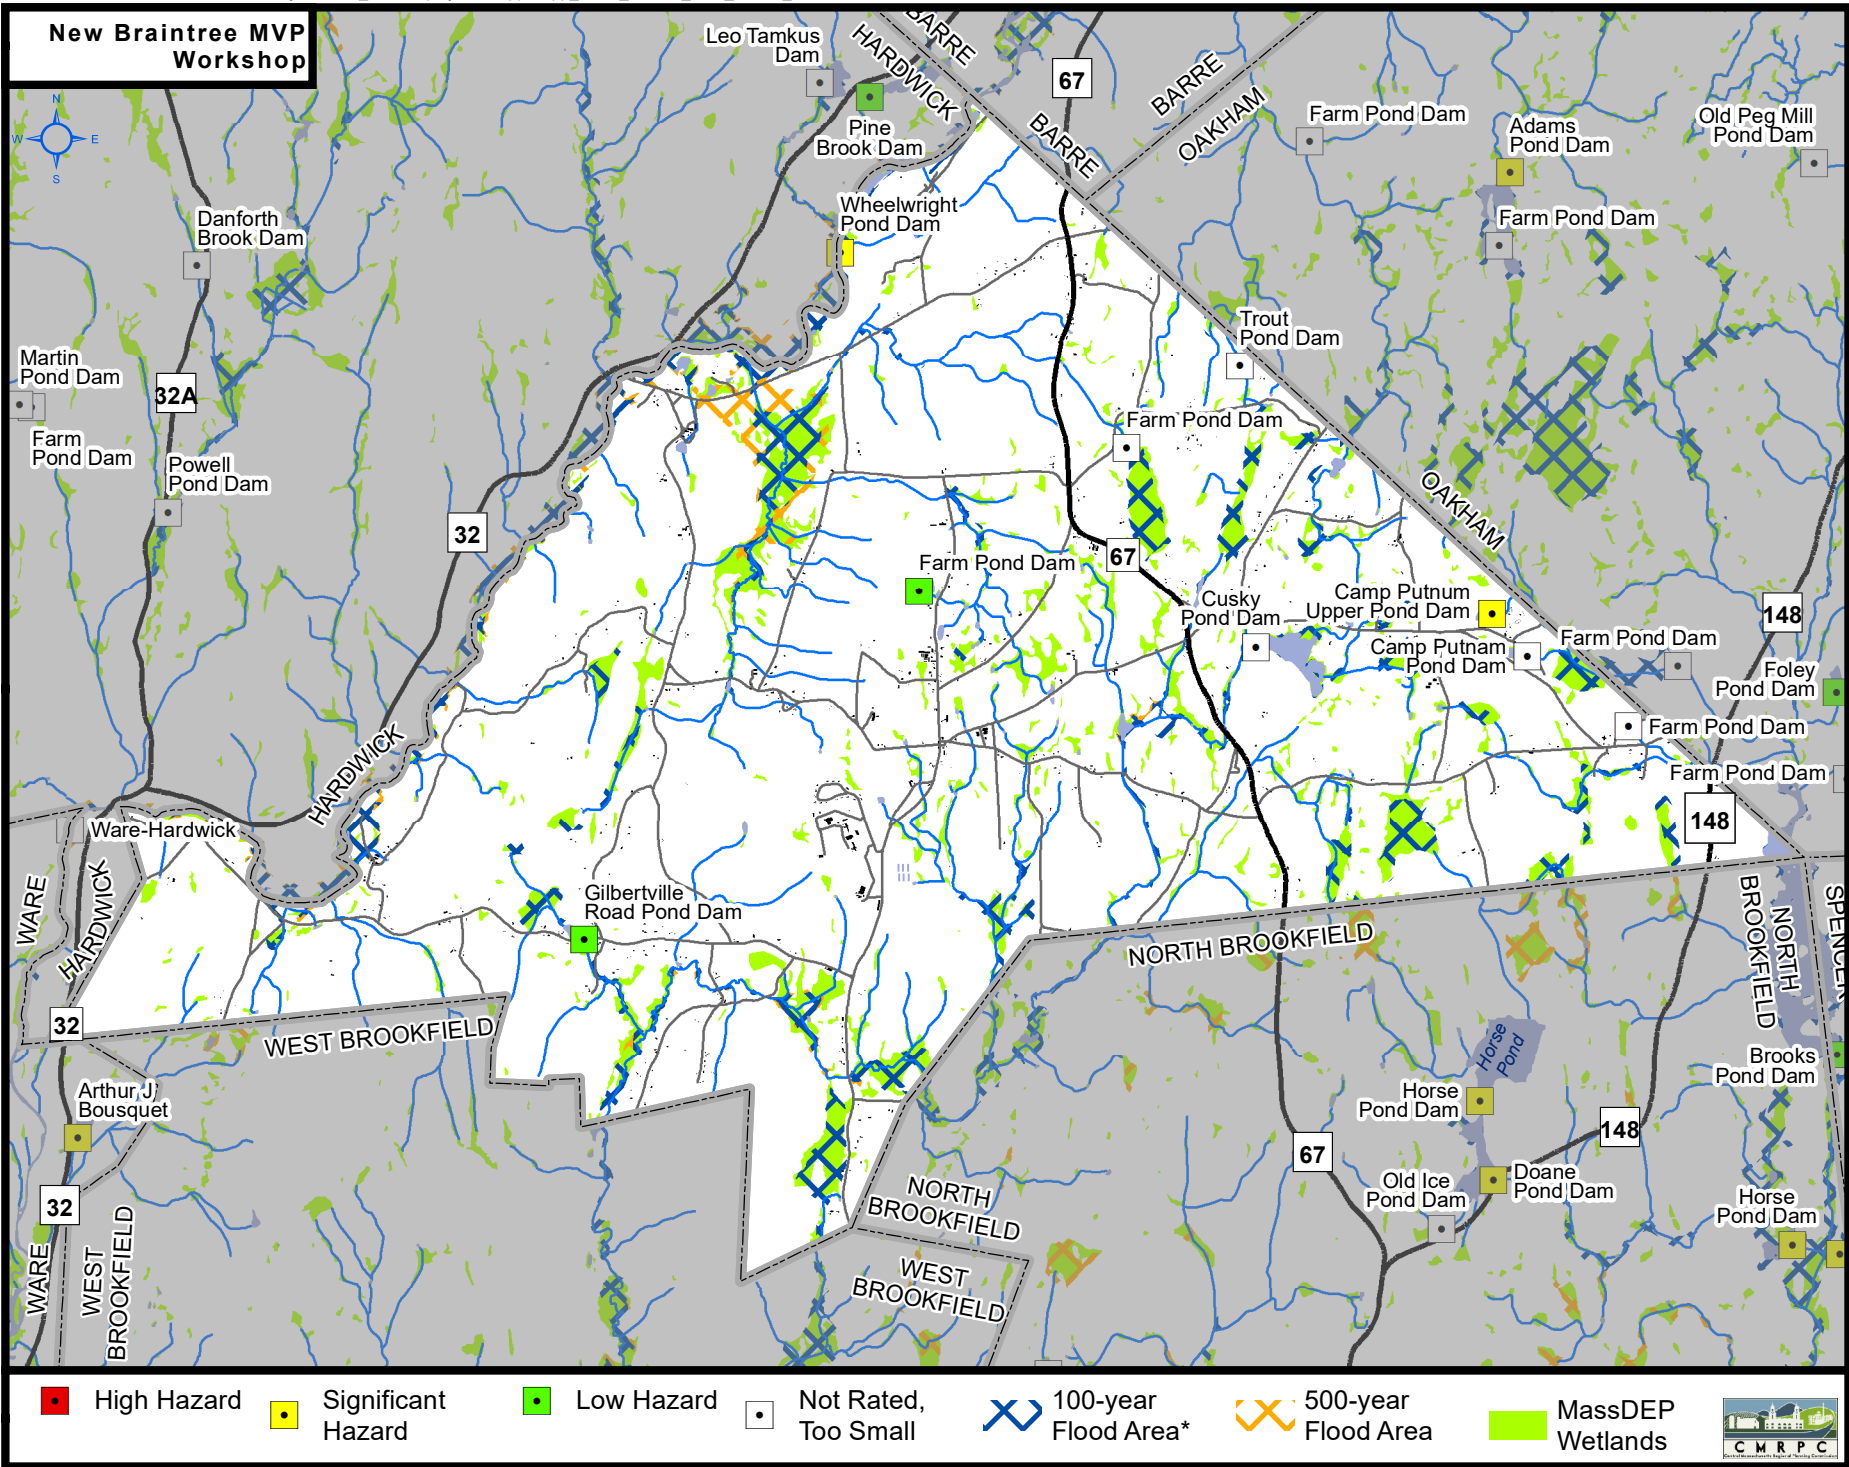 New Braintree MVP
Workshop
N
W
E
S
Leo Tamkus
Dam
BARRE
HARDWICK
67
BARRE
BARRE
OAKHAM
Farm Pond Dam
Adams
Pond Dam
Old Peg Mill
Pond Dam
Pine
Brook Dam
Wheelwright
Pond Dam
Farm Pond Dam
Danforth
Brook Dam
Trout
Pond Dam
Martin
Pond Dam
32A
Farm
Pond Dam
Powell
Pond Dam
Farm Pond Dam
OAKHAM
32
67
Farm Pond Dam
Cusky
Pond Dam
Camp Putnum
Upper Pond Dam
148
Camp Putnam
Pond Dam
Farm Pond Dam
Foley
Pond Dam
Farm Pond Dam
HARDWICK
Farm Pond Dam
148
Ware-Hardwick
WARE
HARDWICK
Gilbertville
Road Pond Dam
NORTH BROOKFIELD
NORTH
BROOKFIELD
SPENCER
32
WEST BROOKFIELD
Horse
Pond
Brooks
Pond Dam
Arthur J
Bousquet
Horse
Pond Dam
148
67
Old Ice
Pond Dam
Doane
Pond Dam
32
NORTH
BROOKFIELD
Horse
Pond Dam
WARE
WEST
BROOKFIELD
WEST
BROOKFIELD
High Hazard
Significant
Hazard
Low Hazard
Not Rated,
Too Small
100-year
Flood Area*
500-year
Flood Area
MassDEP
Wetlands
CMRPC